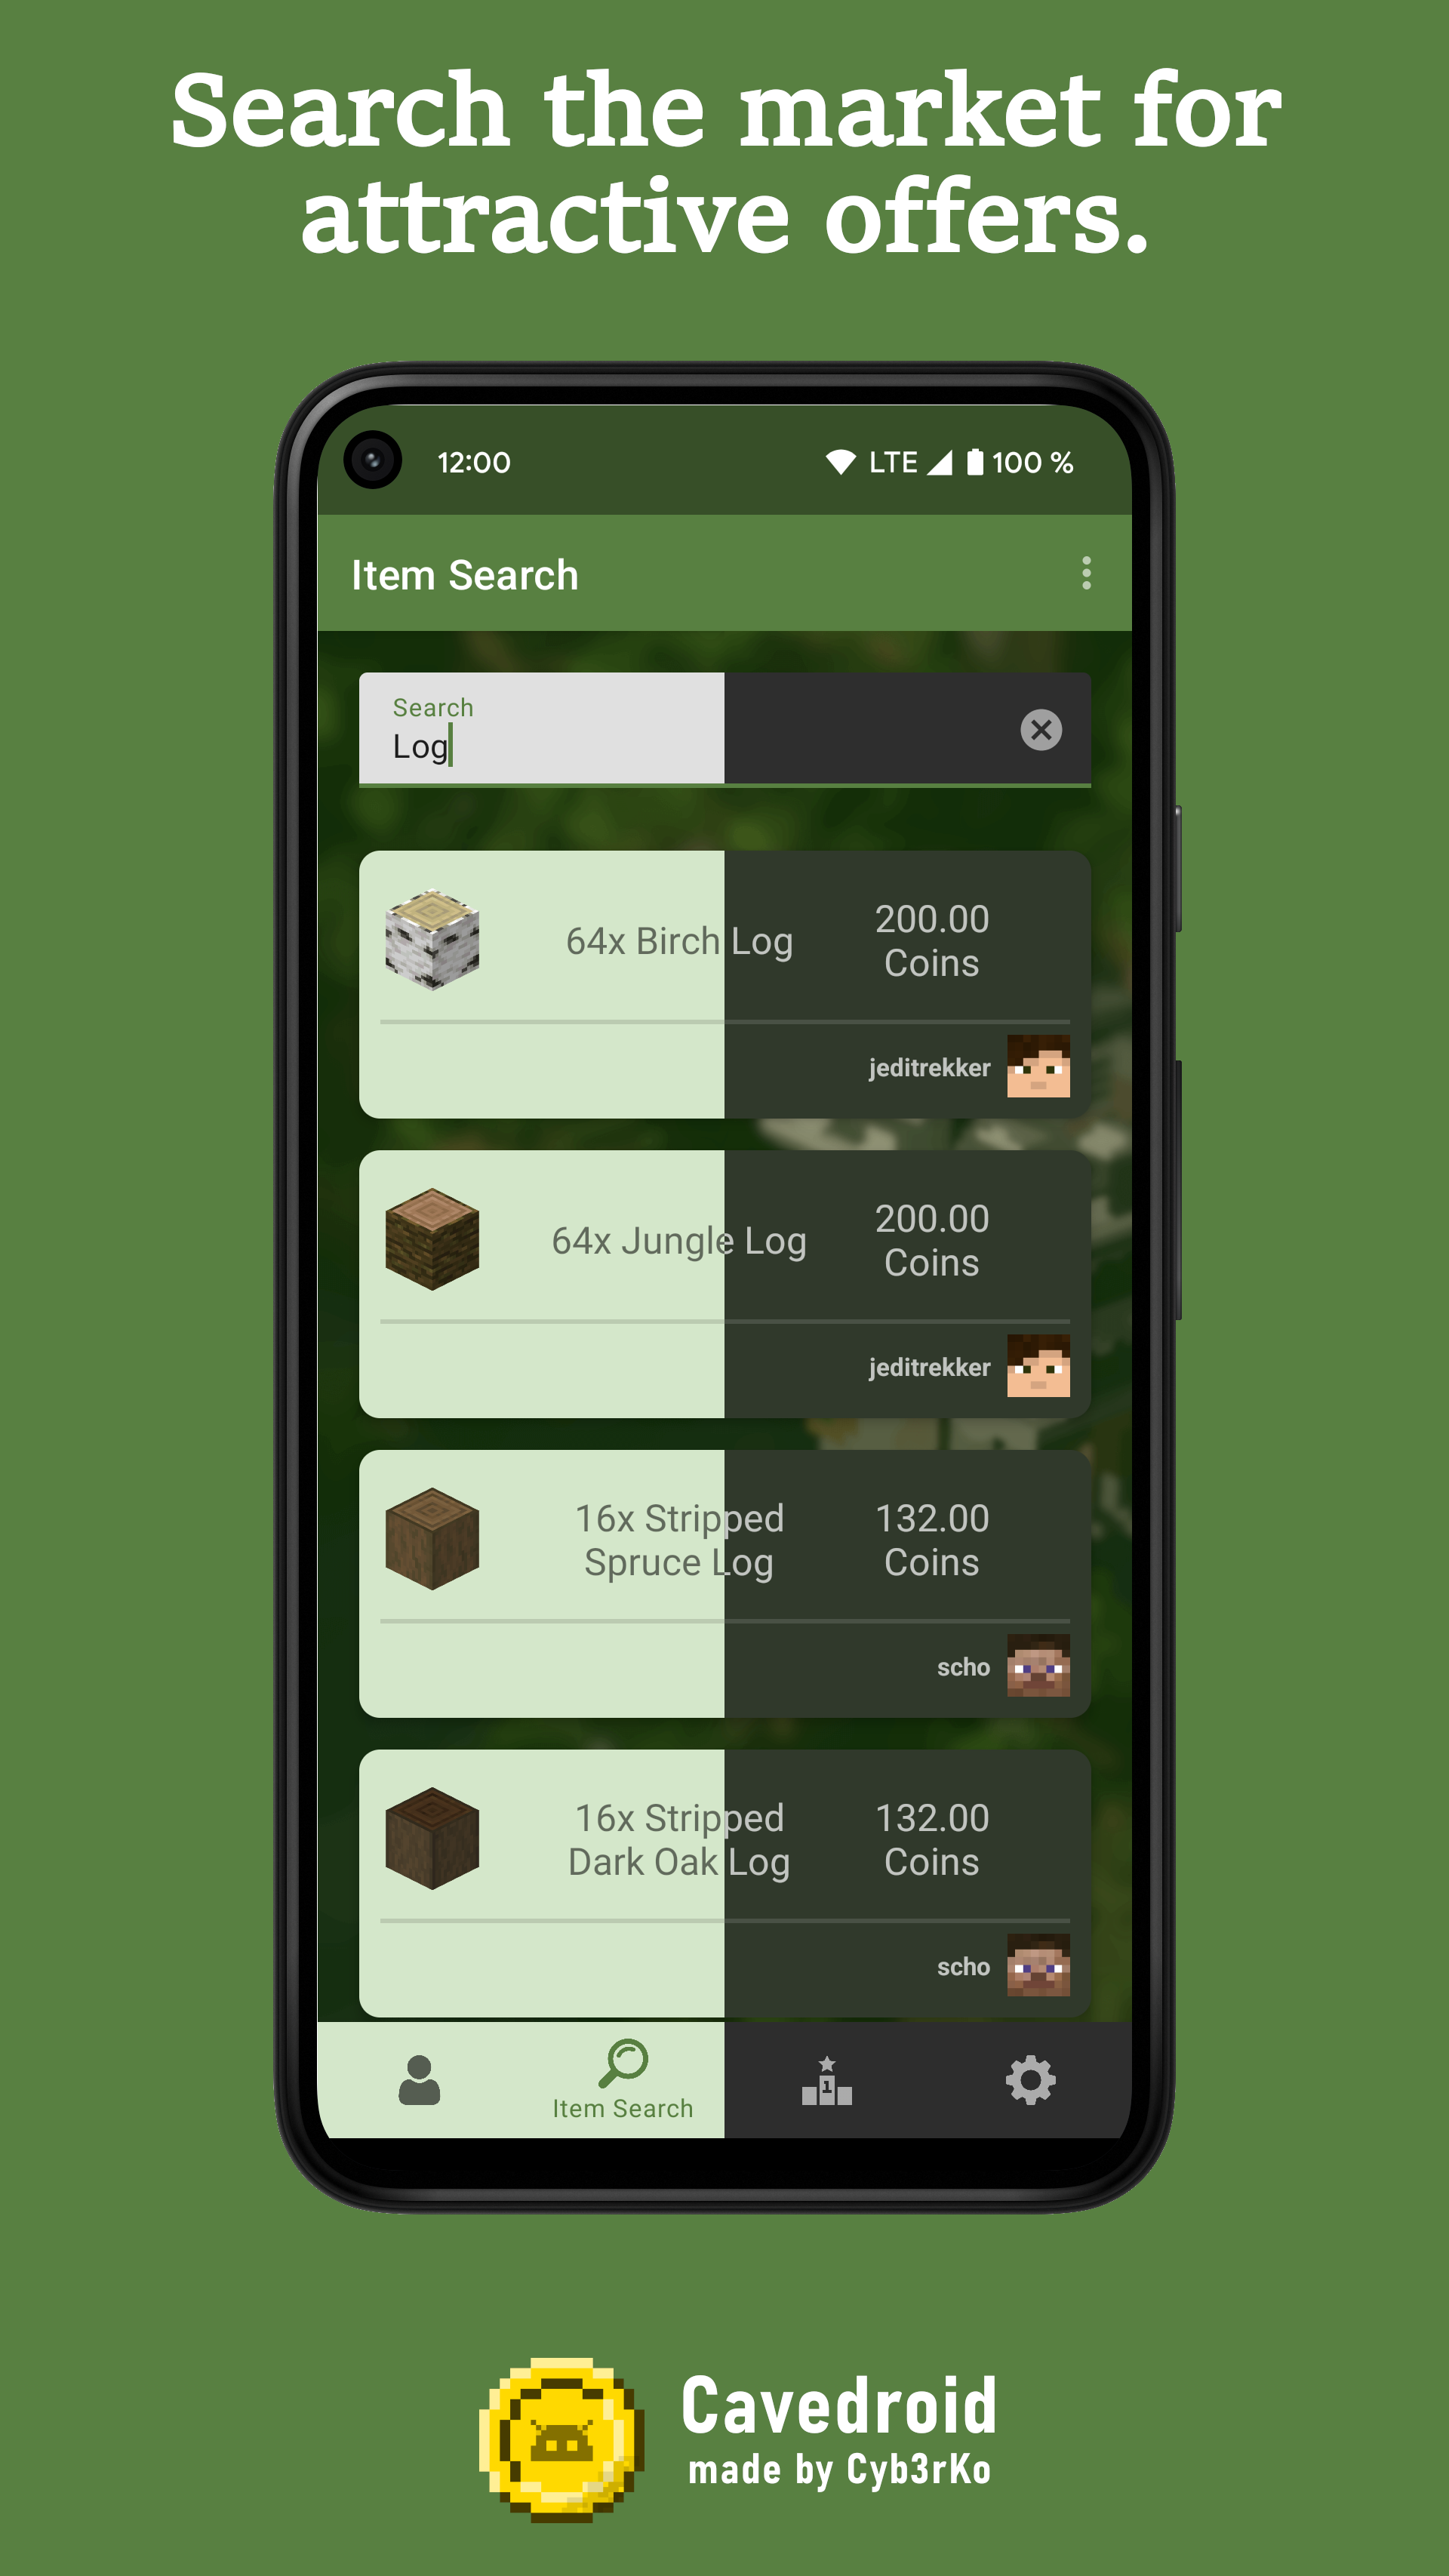 Search the market for
attractive offers.
12:00 LTE 100 %
Item Search
Search
Log
64x Birch Log
200.00
Coins
jeditrekker
64x Jungle Log
200.00
Coins
jeditrekker
16x Stripped
Spruce Log
132.00
Coins
scho
16x Stripped
Dark Oak Log
132.00
Coins
scho
1
Item Search
Cavedroid
made by Cyb3rKo